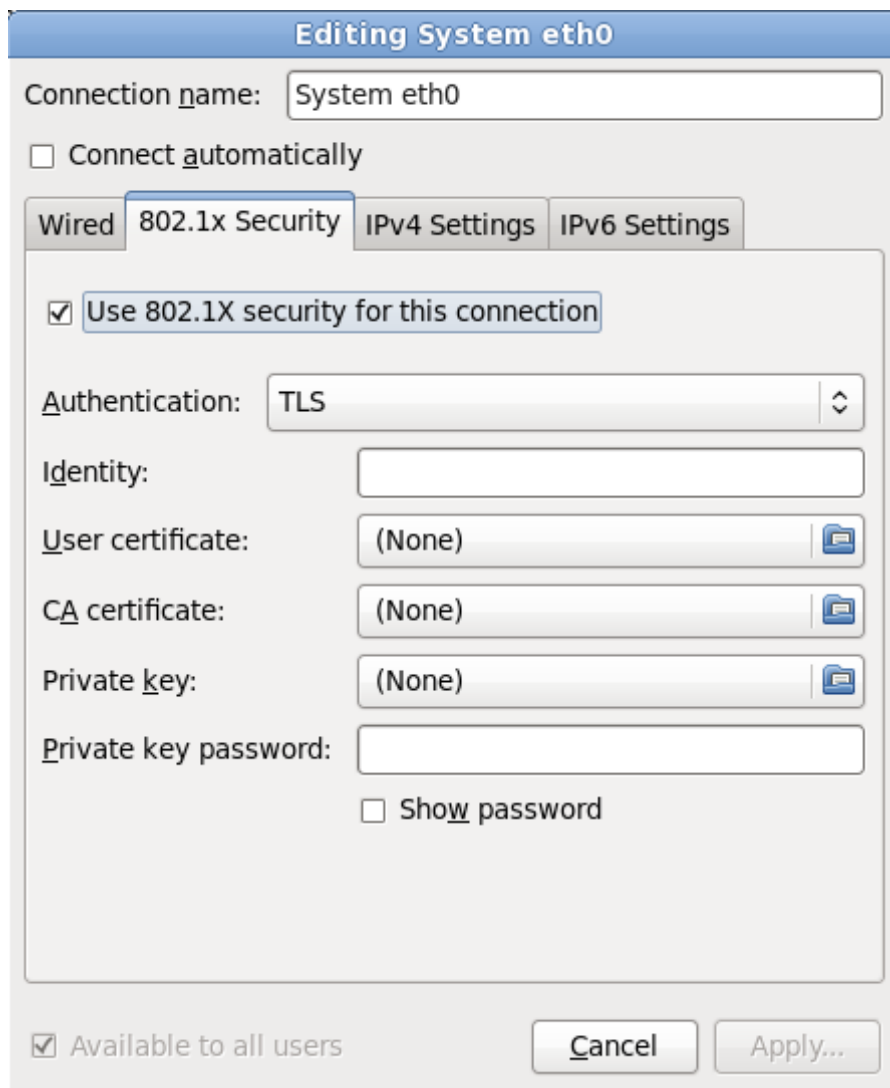 Editing System eth0
Connection name: System eth0
Connect automatically
Wired 802.1x Security IPv4 Settings IPv6 Settings
Use 802.1X security for this connection
Authentication: TLS
Identity:
User certificate: (None)
CA certificate: (None)
Private key: (None)
Private key password:
Show password
Available to all users Cancel Apply...